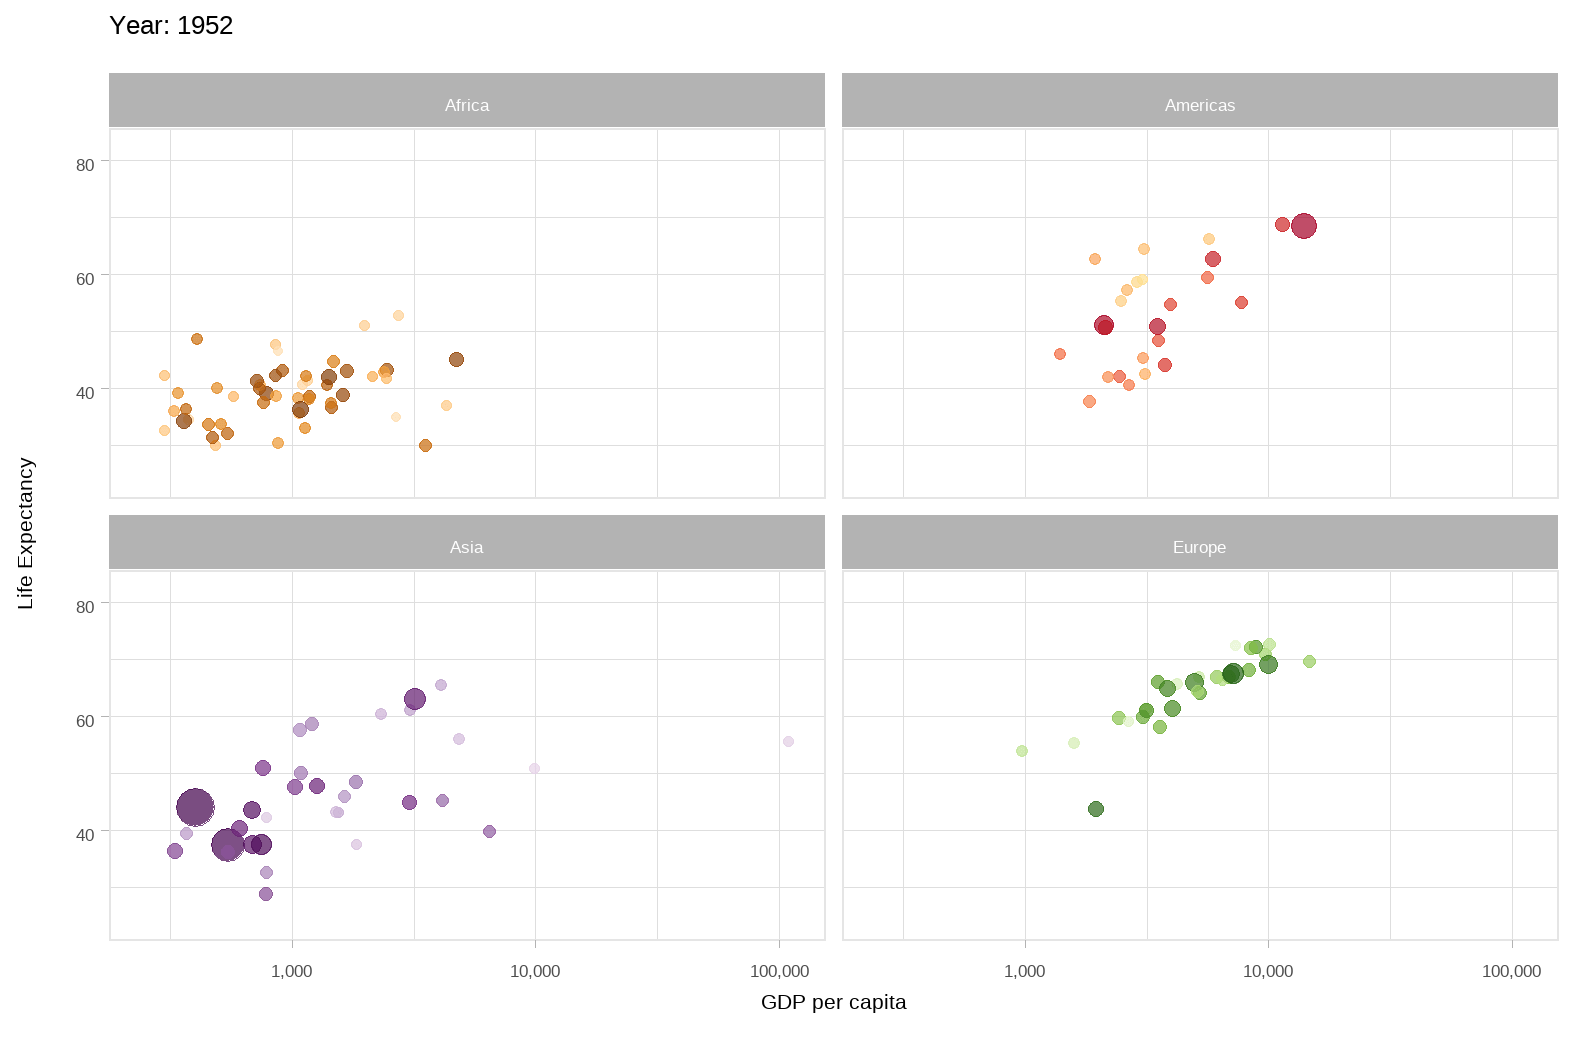 Year: 1952
Africa
Americas
80
60
40
Life Expectancy
Asia
Europe
80
60
40
1,000
10,000
100,000
1,000
10,000
100,000
GDP per capita